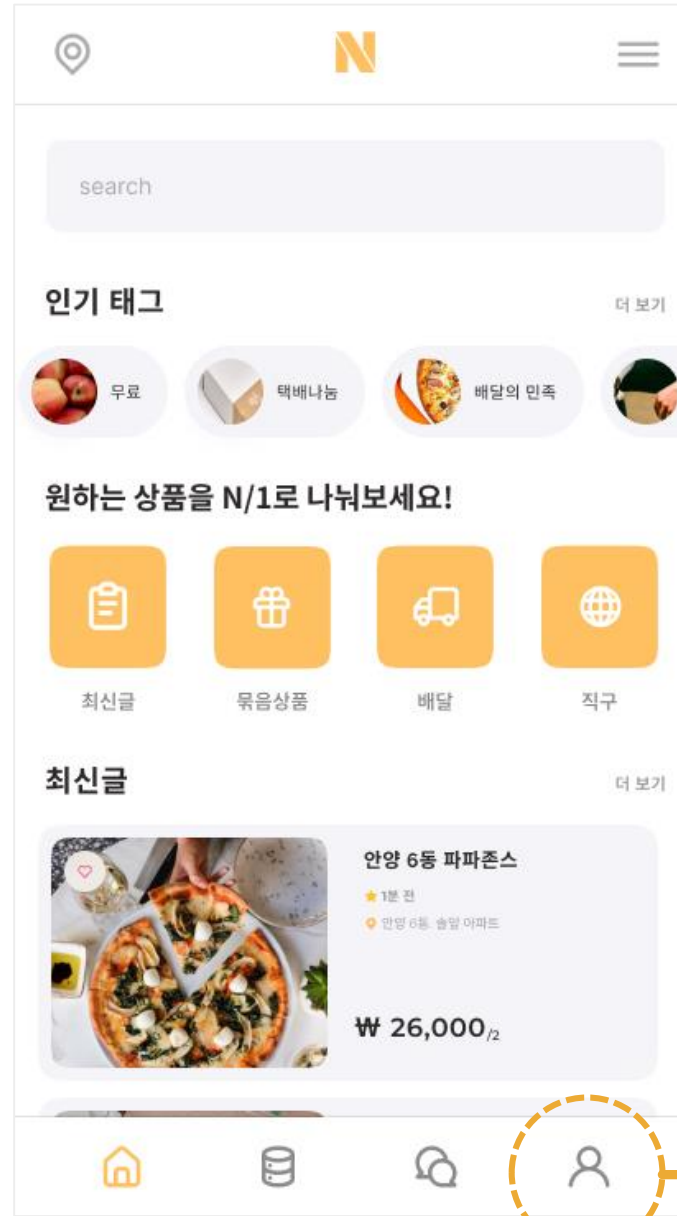 N
search
인기 태그
더 보기
무료
택배나눔
배달의 민족
원하는 상품을 N/1로 나눠보세요!
최신글
묶음상품
배달
직구
최신글
더 보기
안양 6동 파파존스
1분 전
안양 6동, 솔잎 아파트
₩ 26,000/2